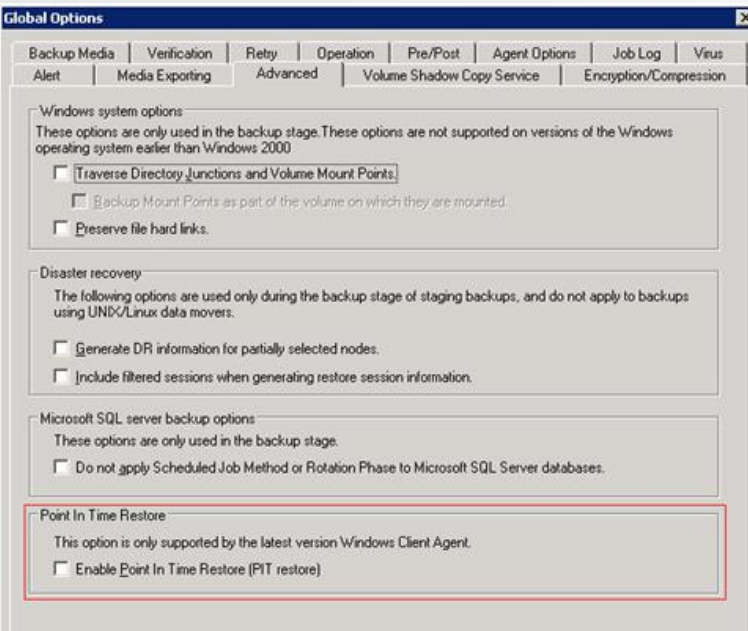 Global Options
Backup Media
Verification
Retry
Operation
Pre/Post
Agent Options
Job Log
Virus
Alert
Media Exporting
Advanced
Volume Shadow Copy Service
Encryption/Compression
Windows system options
These options are only used in the backup stage.These options are not supported on versions of the Windows
operating system earlier than Windows 2000
Traverse Directory Junctions and Volume Mount Points.
Backup Mount Points as part of the volume on which they are mounted.
Preserve file hard links.
Disaster recovery
The following options are used only during the backup stage of staging backups, and do not apply to backups
using UNIX/Linux data movers.
Generate DR information for partially selected nodes.
Include filtered sessions when generating restore session information.
Microsoft SQL server backup options
These options are only used in the backup stage.
Do not apply Scheduled Job Method or Rotation Phase to Microsoft SQL Server databases.
Point In Time Restore
This option is only supported by the latest version Windows Client Agent.
Enable Point In Time Restore (PIT restore)